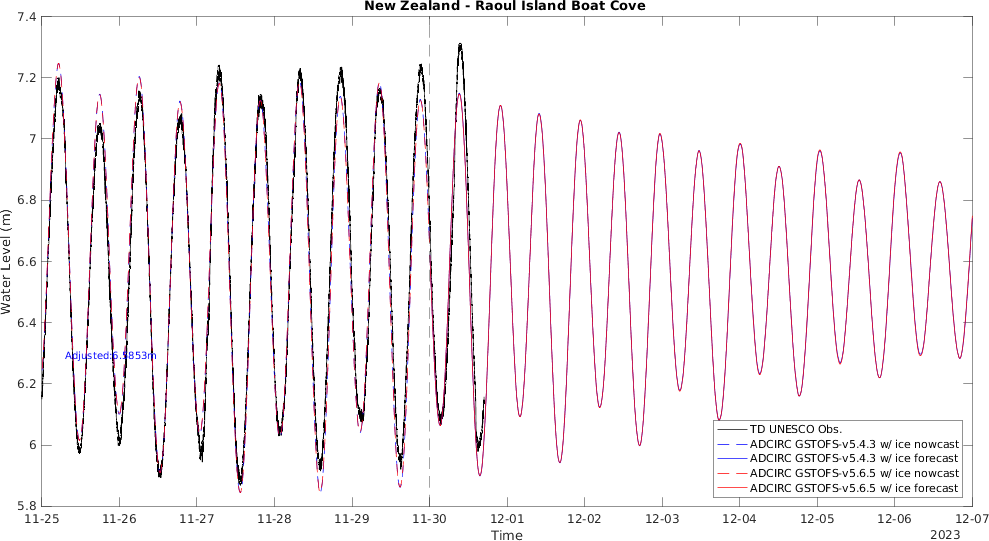 New Zealand - Raoul Island Boat Cove
7.4
7.2
7
6.8
6.6
6.4
6.2
6
5.8
Water Level (m)
Adjusted:6.5853m
TD UNESCO Obs.
ADCIRC GSTOFS-v5.4.3 w/ ice nowcast
ADCIRC GSTOFS-v5.4.3 w/ ice forecast
ADCIRC GSTOFS-v5.6.5 w/ ice nowcast
ADCIRC GSTOFS-v5.6.5 w/ ice forecast
11-25 11-26 11-27 11-28 11-29 11-30 12-01 12-02 12-03 12-04 12-05 12-06 12-07
Time
2023